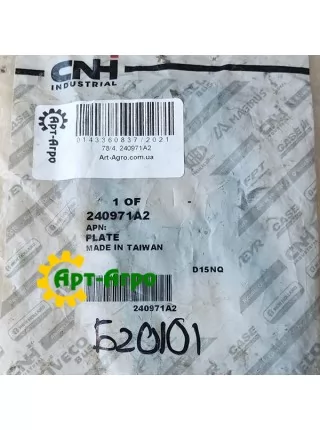 CNH
INDUSTRIAL
Арт-Агро
0143360837/2021
78/4. 240971A2
Art-Agro.com.ua
1 OF
240971A2
APN:
PLATE
MADE IN TAIWAN
D15NQ
Арт-Агро
240971A2
520101